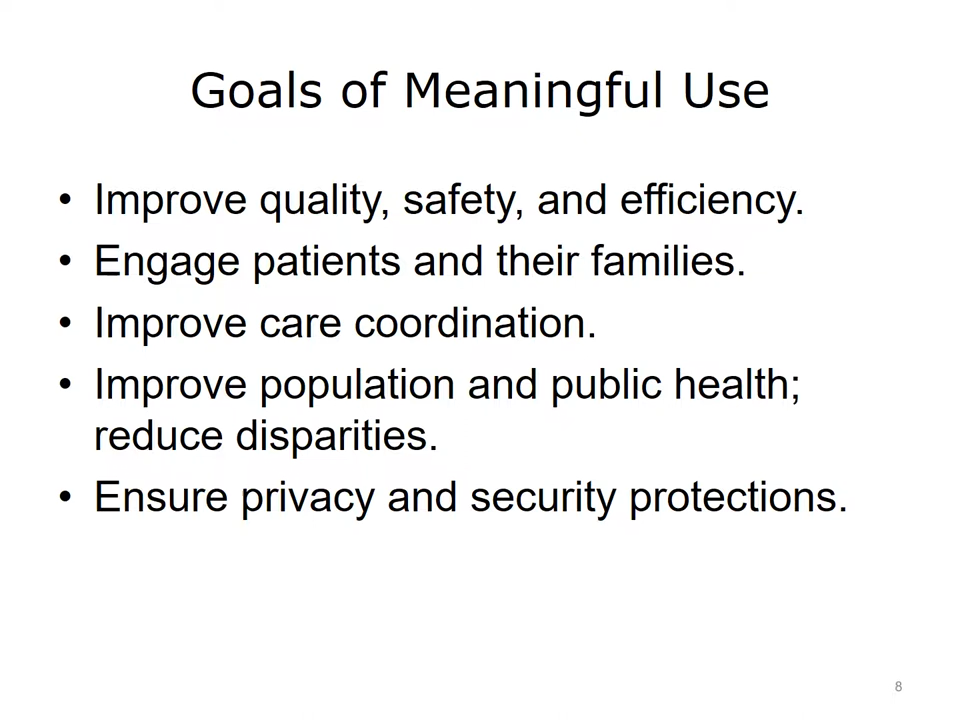 Goals of Meaningful Use
• Improve quality, safety, and efficiency.
• Engage patients and their families.
• Improve care coordination.
• Improve population and public health;
reduce disparities.
• Ensure privacy and security protections.
8